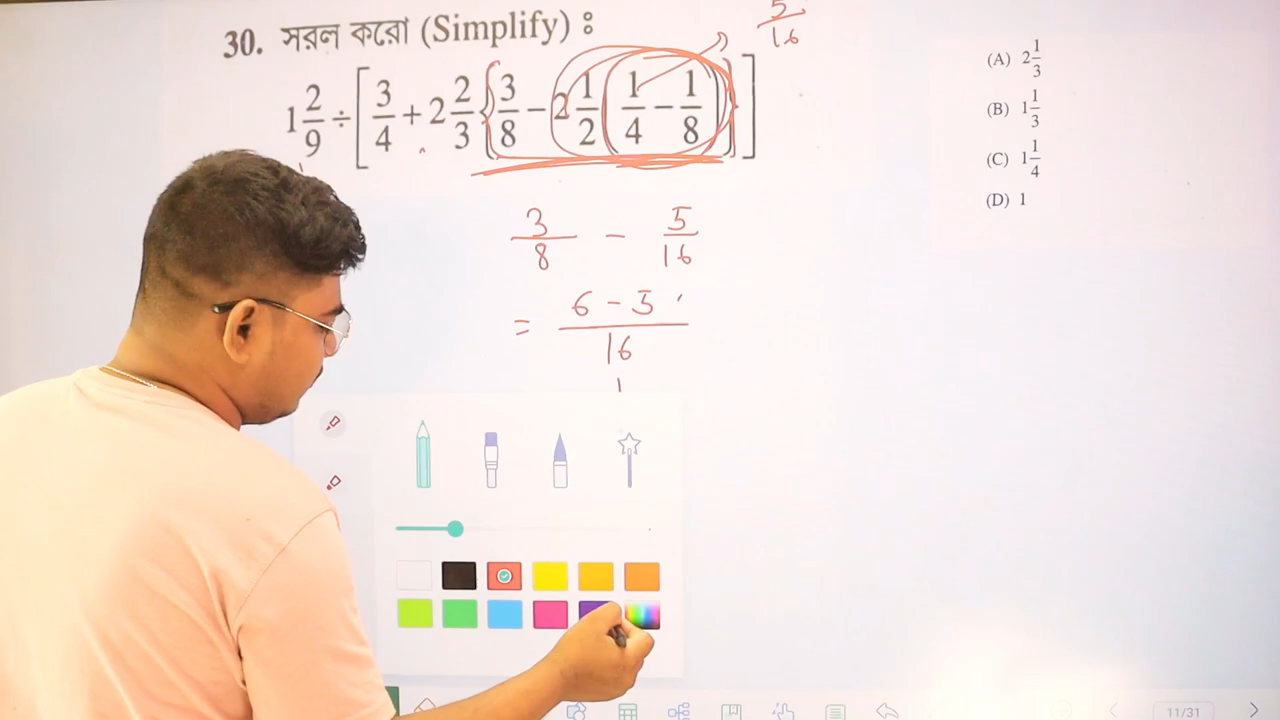 30. সরল করো (Simplify) :
5/16
1 2/9 ÷ [3/4 + 2 2/3 {3/8 − 2 1/2 (1/4 − 1/8)}]
3/8 − 5/16
= 6 − 5 / 16
1
(A) 2 1/3
(B) 1 1/3
(C) 1 1/4
(D) 1
11/31